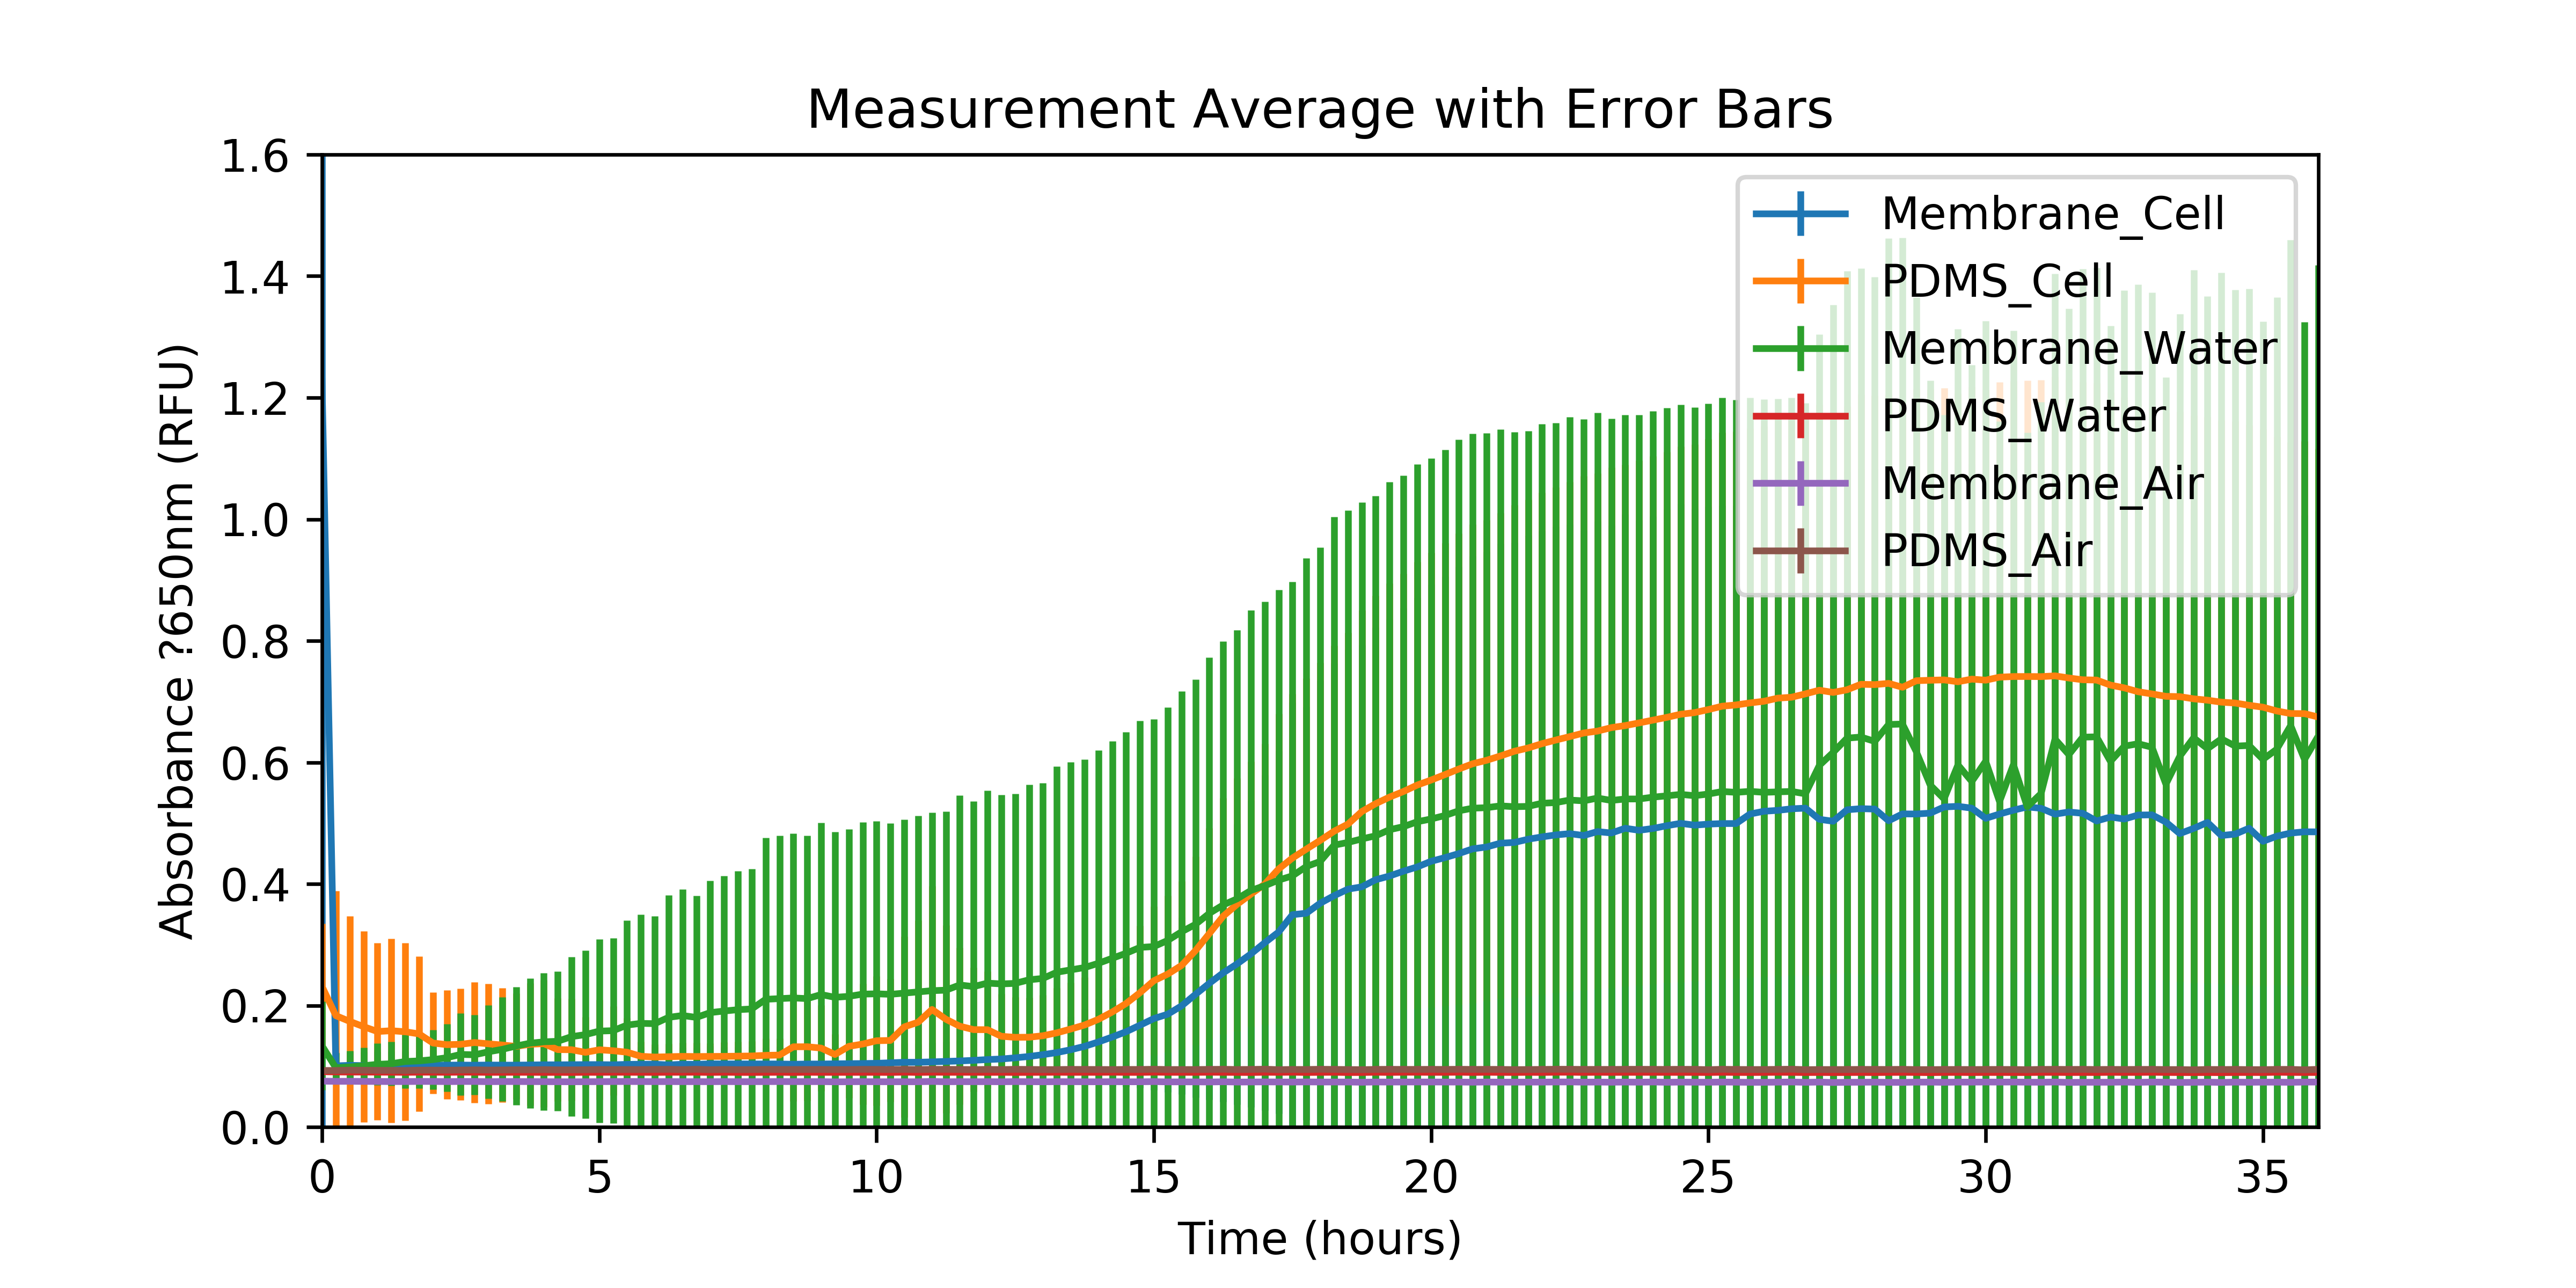 Measurement Average with Error Bars
1.6
1.4
1.2
1.0
0.8
0.6
0.4
0.2
0.0
Absorbance ?650nm (RFU)
Membrane_Cell
PDMS_Cell
Membrane_Water
PDMS_Water
Membrane_Air
PDMS_Air
0 5 10 15 20 25 30 35
Time (hours)